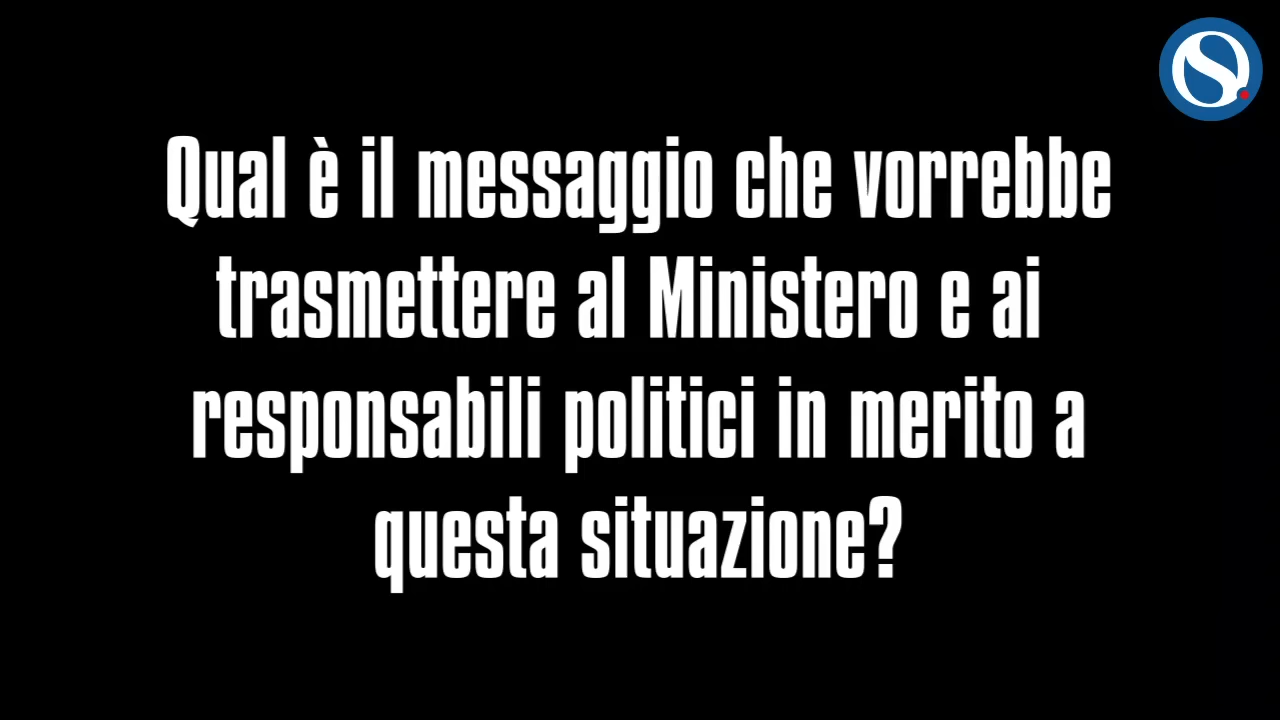 Qual è il messaggio che vorrebbe
trasmettere al Ministero e ai
responsabili politici in merito a
questa situazione?